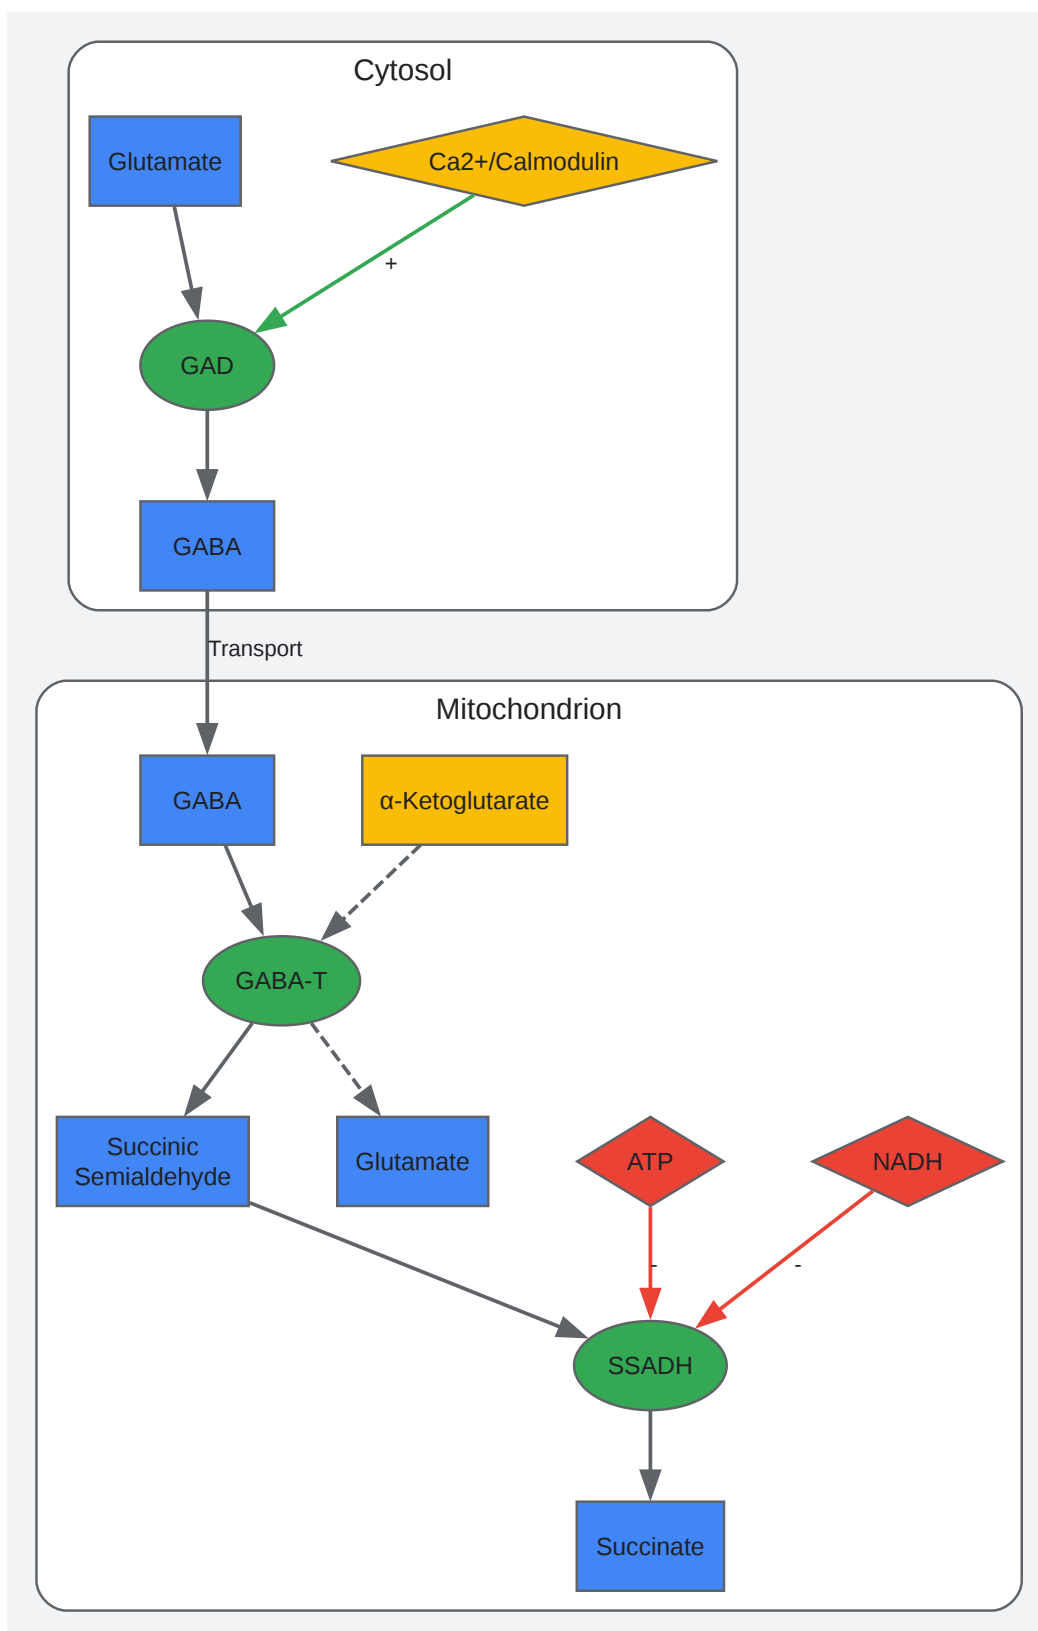 Cytosol
Glutamate
Ca2+/Calmodulin
+
GAD
GABA
Transport
Mitochondrion
GABA
α-Ketoglutarate
GABA-T
Succinic
Semialdehyde
Glutamate
ATP
NADH
-
-
SSADH
Succinate